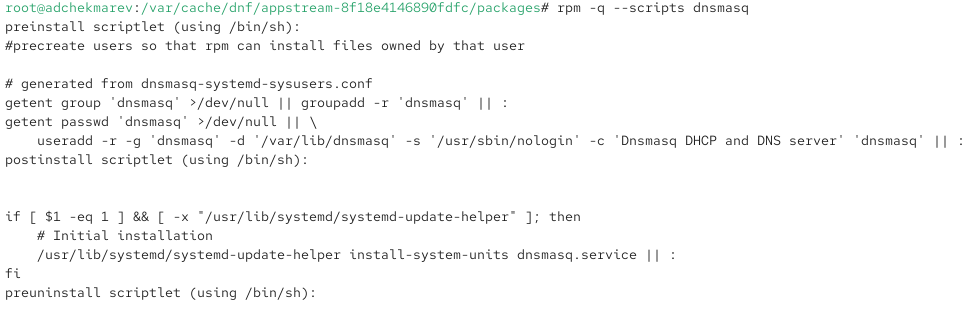 root@adchekmarev:/var/cache/dnf/appstream-8f18e4146890fdfc/packages# rpm -q --scripts dnsmasq
preinstall scriptlet (using /bin/sh):
#precreate users so that rpm can install files owned by that user

# generated from dnsmasq-systemd-sysusers.conf
getent group 'dnsmasq' >/dev/null || groupadd -r 'dnsmasq' || :
getent passwd 'dnsmasq' >/dev/null || \
    useradd -r -g 'dnsmasq' -d '/var/lib/dnsmasq' -s '/usr/sbin/nologin' -c 'Dnsmasq DHCP and DNS server' 'dnsmasq' || :
postinstall scriptlet (using /bin/sh):


if [ $1 -eq 1 ] && [ -x "/usr/lib/systemd/systemd-update-helper" ]; then
    # Initial installation
    /usr/lib/systemd/systemd-update-helper install-system-units dnsmasq.service || :
fi
preuninstall scriptlet (using /bin/sh):